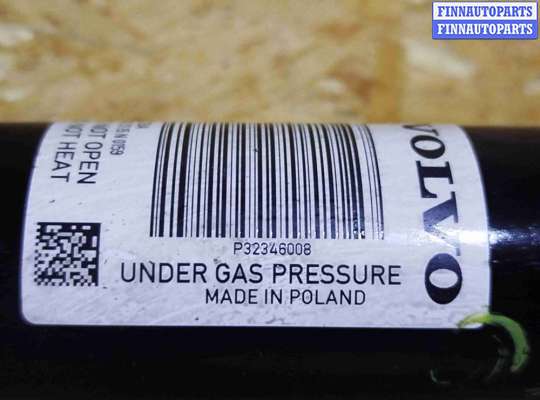 FINNAUTOPARTS
FINNAUTOPARTS
VOLVO
NOT OPEN
NOT HEAT
P32346008
UNDER GAS PRESSURE
MADE IN POLAND